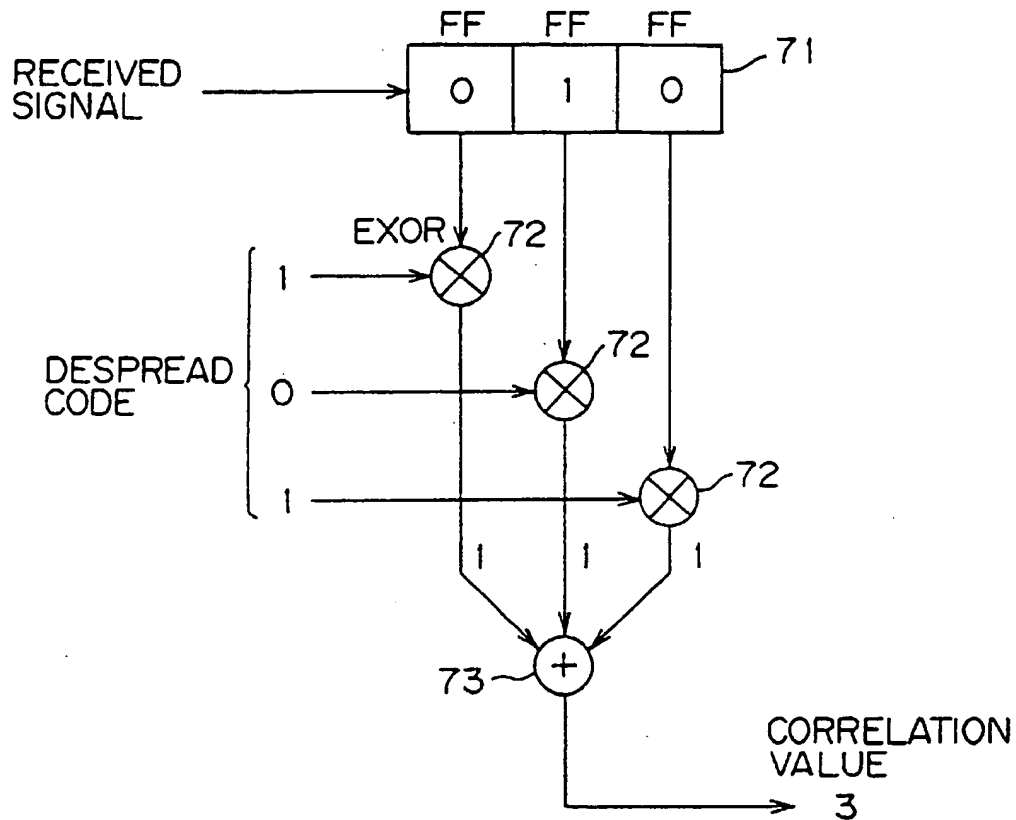 FF FF FF
71
RECEIVED
SIGNAL
0 1 0
EXOR 72
1
72
DESPREAD
CODE
0
72
1
1 1 1
+
73
CORRELATION
VALUE
3